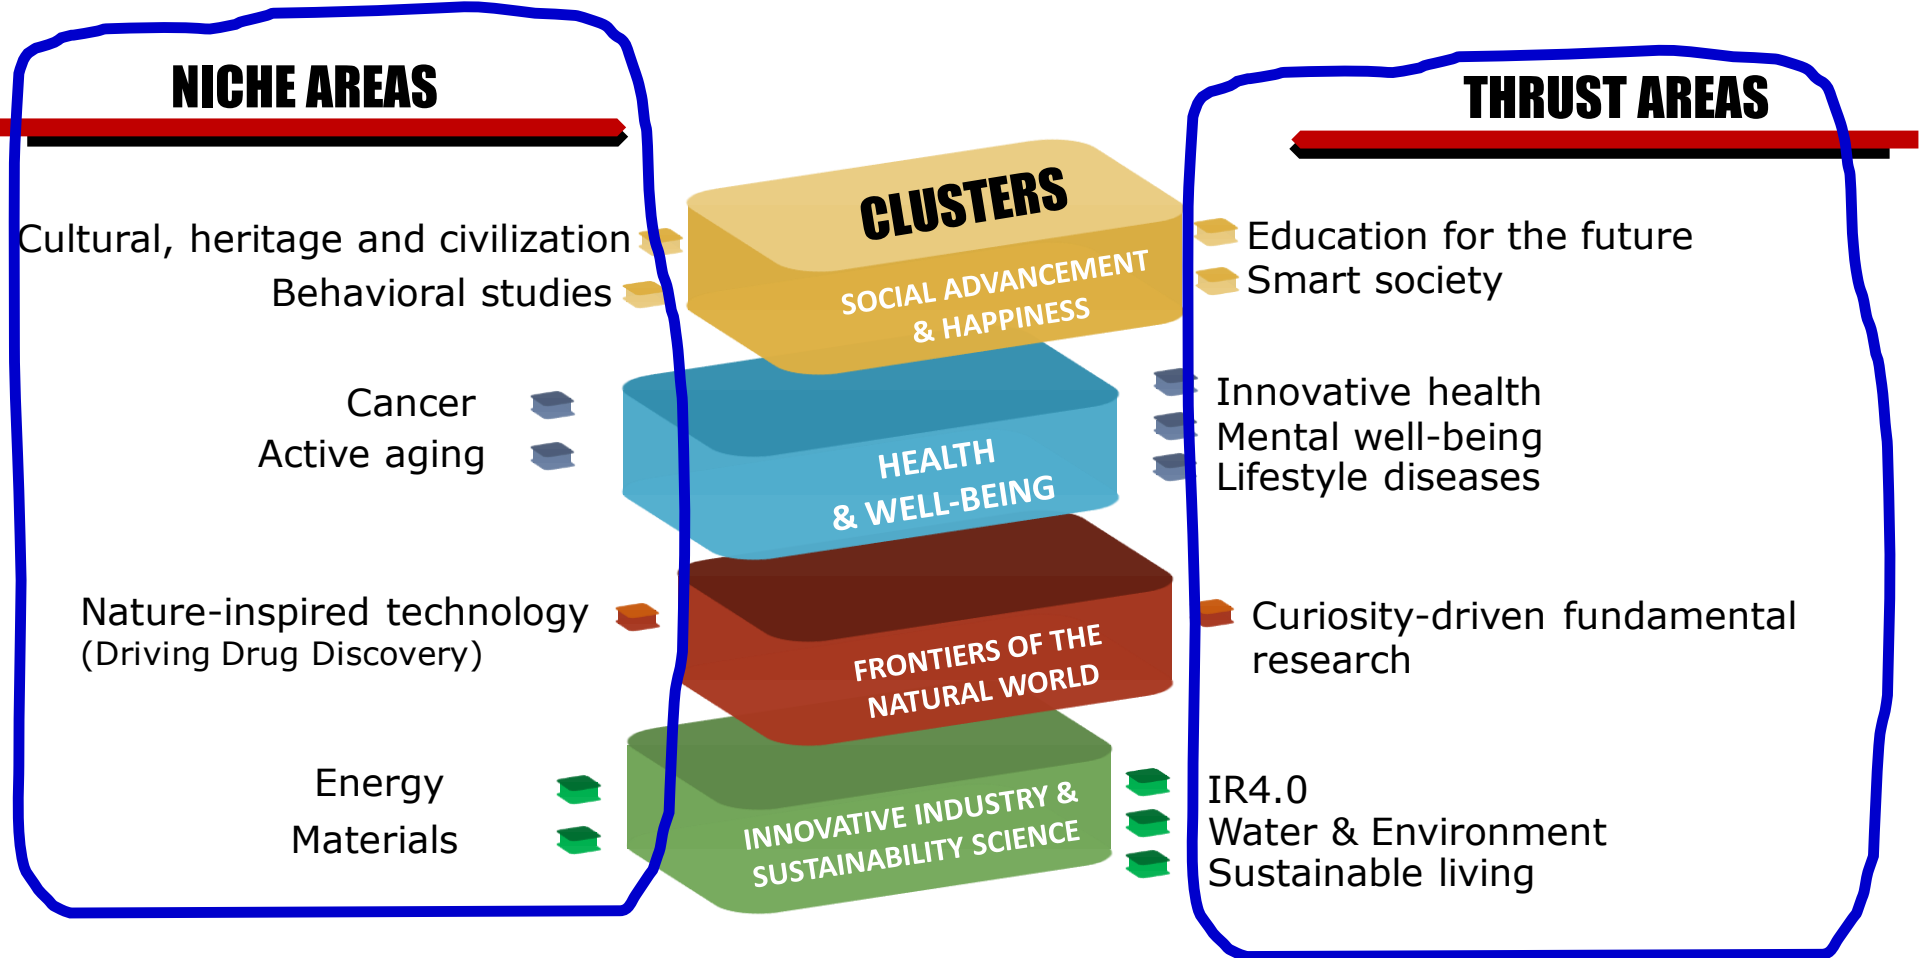 NICHE AREAS
Cultural, heritage and civilization
Behavioral studies
Cancer
Active aging
Nature-inspired technology
(Driving Drug Discovery)
Energy
Materials
CLUSTERS
SOCIAL ADVANCEMENT
& HAPPINESS
HEALTH
& WELL-BEING
FRONTIERS OF THE
NATURAL WORLD
INNOVATIVE INDUSTRY &
SUSTAINABILITY SCIENCE
THRUST AREAS
Education for the future
Smart society
Innovative health
Mental well-being
Lifestyle diseases
Curiosity-driven fundamental
research
IR4.0
Water & Environment
Sustainable living